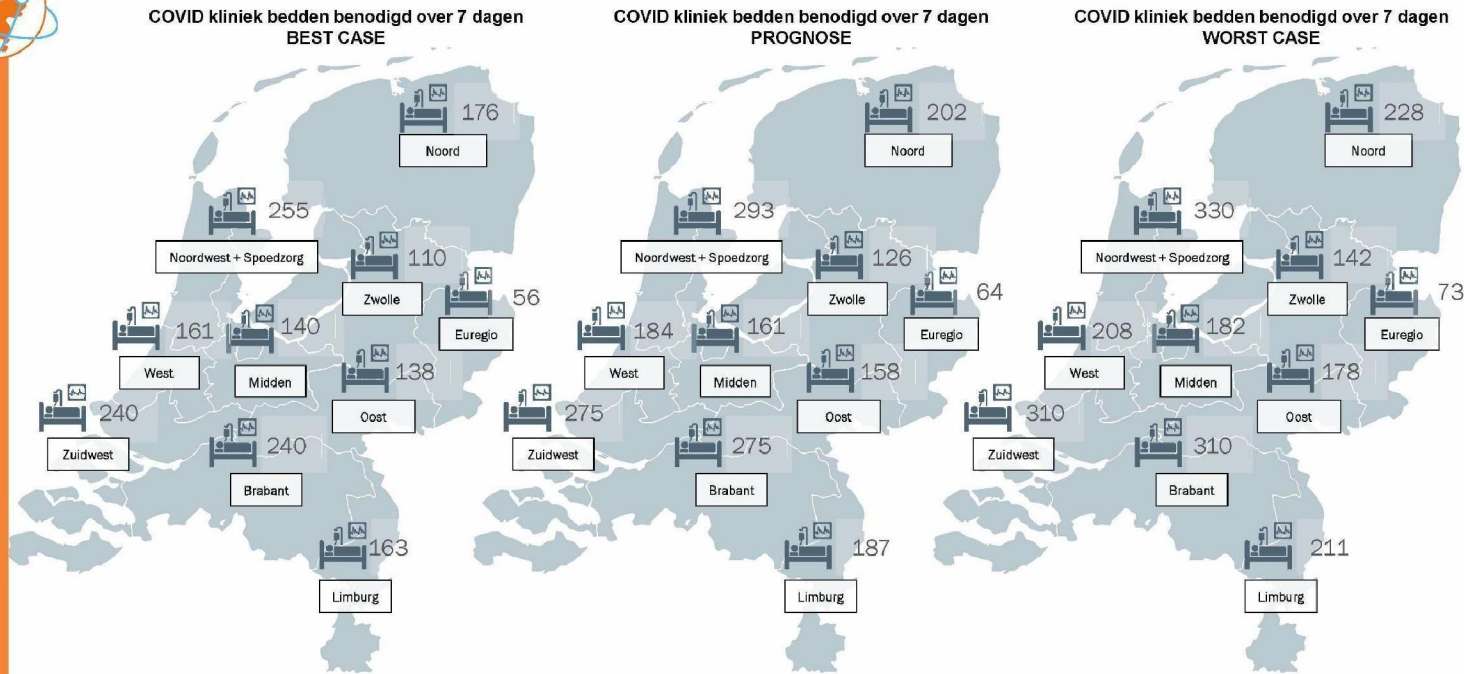 COVID kliniek bedden benodigd over 7 dagen
BEST CASE
176
Noord
255
Noordwest + Spoedzorg
110
Zwolle
56
Euregio
161
West
140
Midden
138
Oost
240
Zuidwest
240
Brabant
163
Limburg
COVID kliniek bedden benodigd over 7 dagen
PROGNOSE
202
Noord
293
Noordwest + Spoedzorg
126
Zwolle
64
Euregio
184
West
161
Midden
158
Oost
275
Zuidwest
275
Brabant
187
Limburg
COVID kliniek bedden benodigd over 7 dagen
WORST CASE
228
Noord
330
Noordwest + Spoedzorg
142
Zwolle
73
Euregio
208
West
182
Midden
178
Oost
310
Zuidwest
310
Brabant
211
Limburg